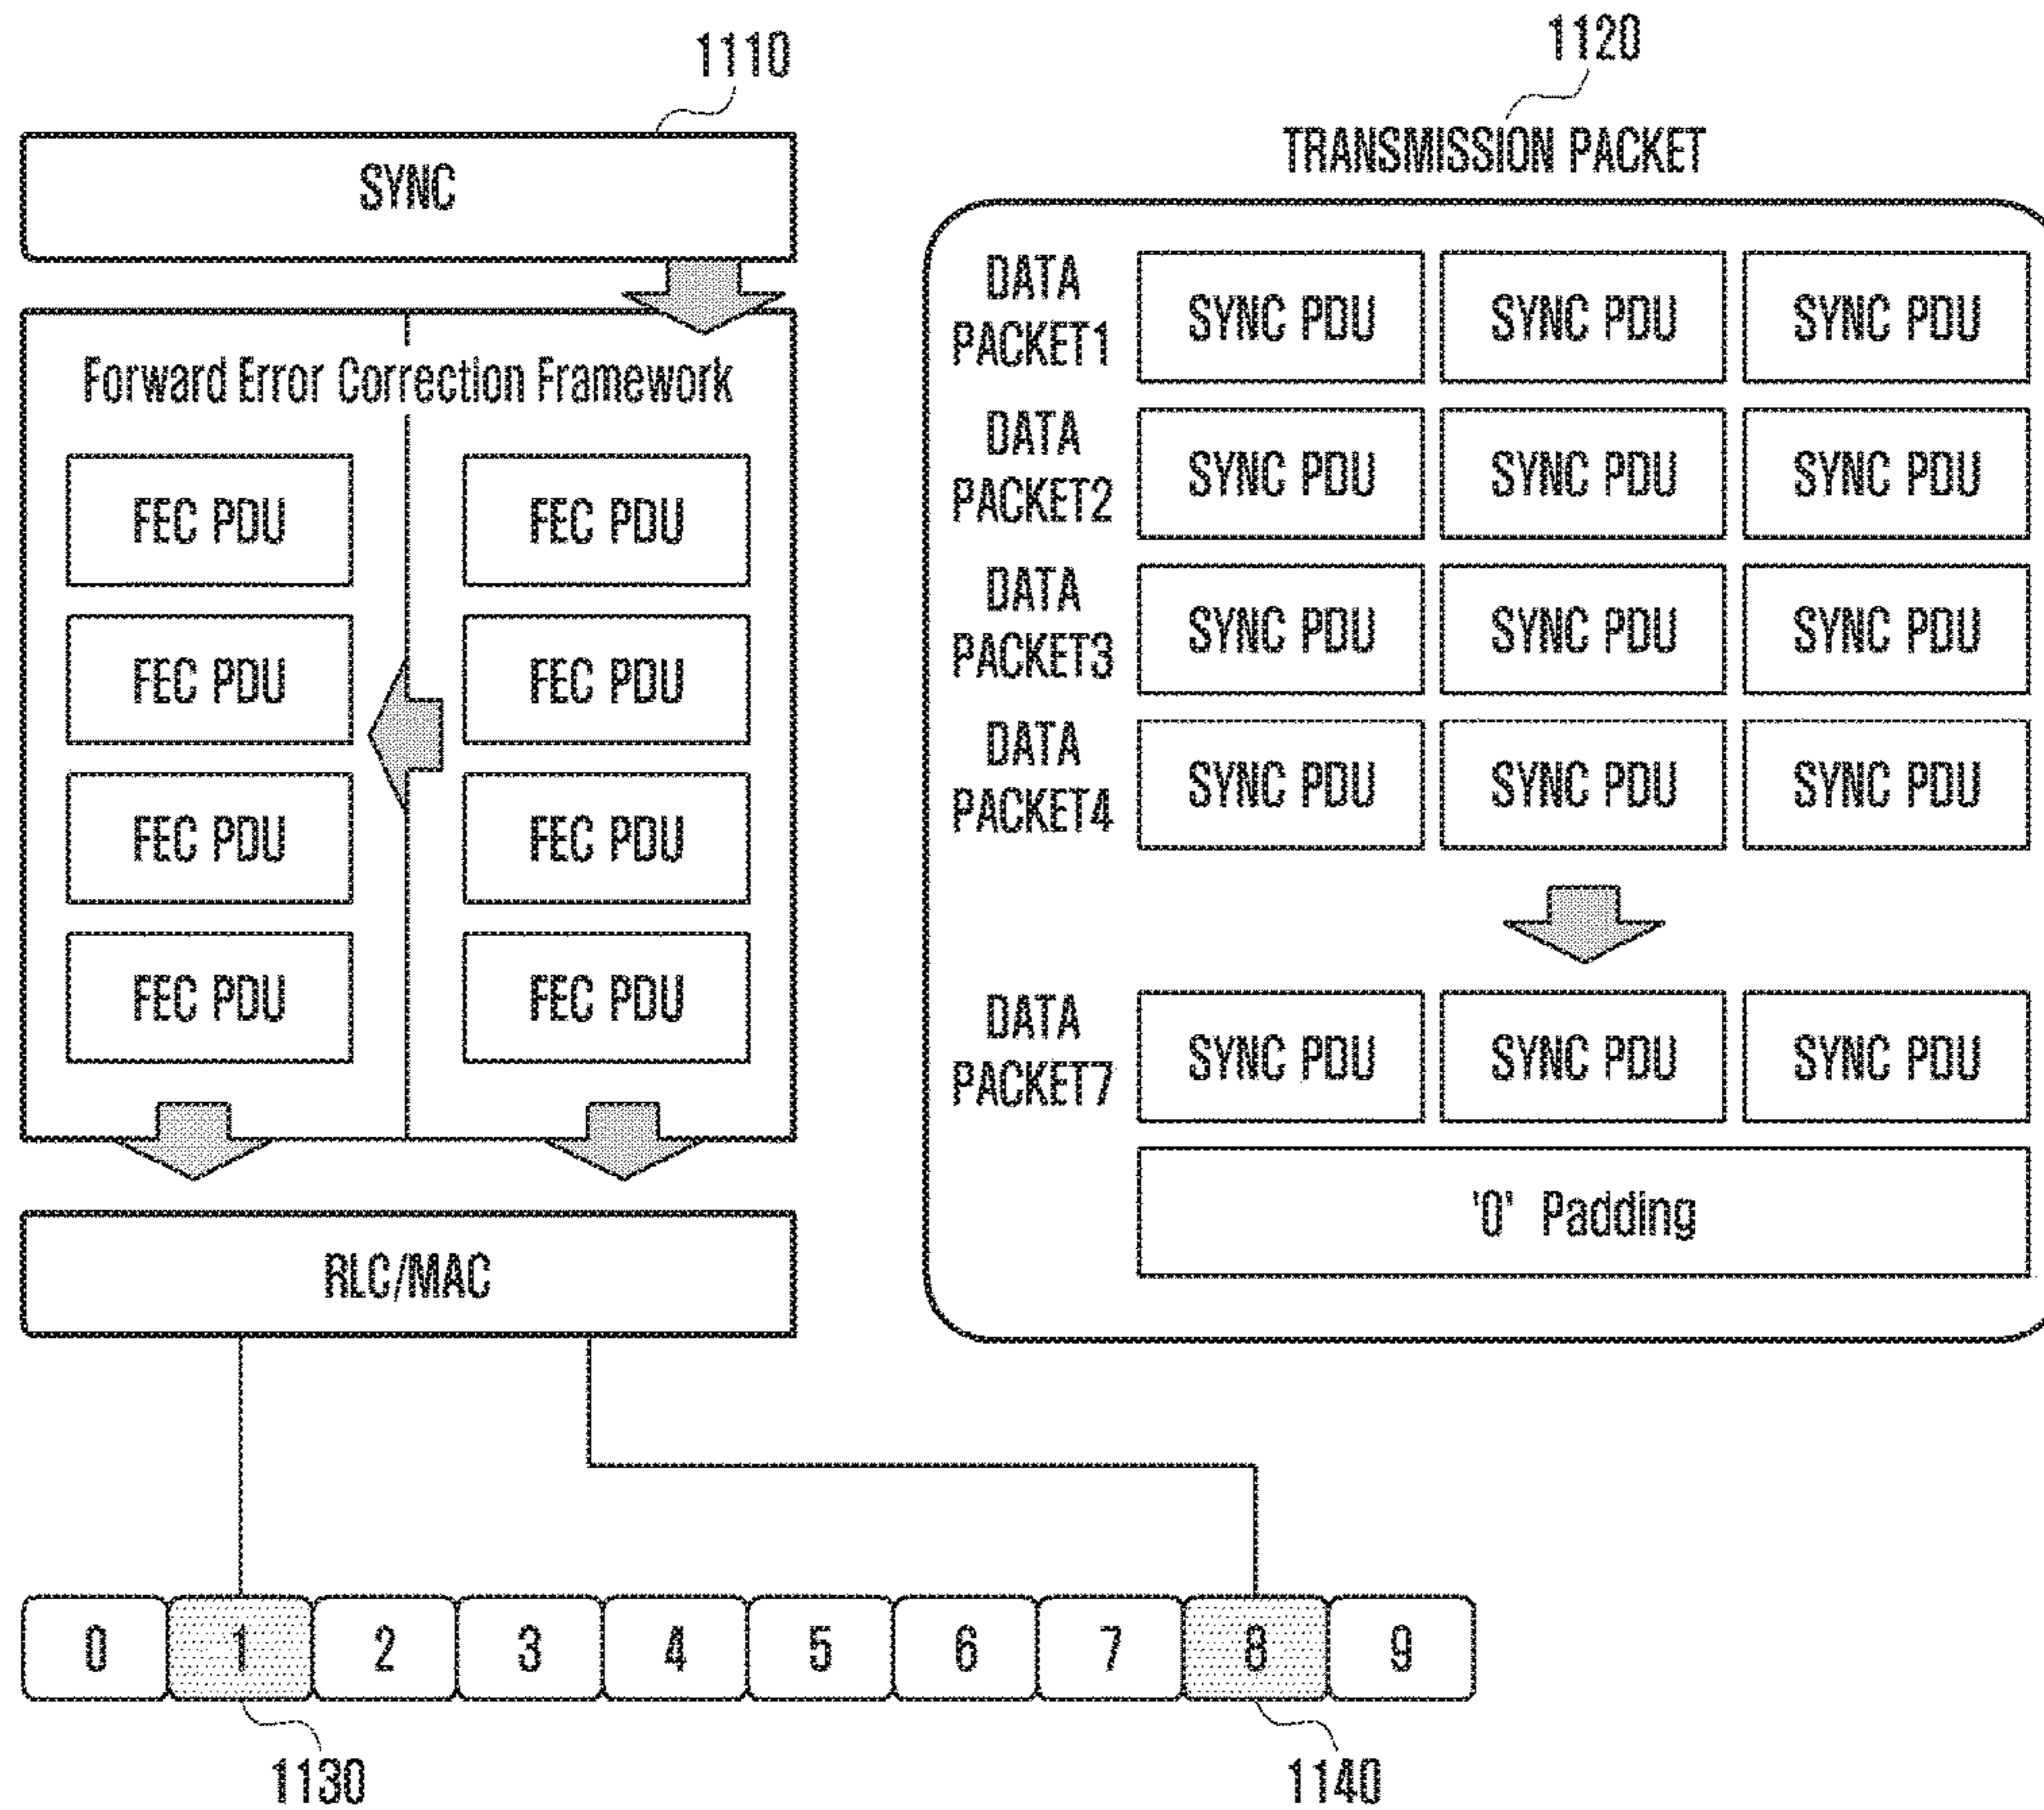 1110
SYNC
Forward Error Correction Framework
FEC PDU FEC PDU
FEC PDU FEC PDU
FEC PDU FEC PDU
FEC PDU FEC PDU
RLC/MAC
1120
TRANSMISSION PACKET
DATA
PACKET1
SYNC PDU SYNC PDU SYNC PDU
DATA
PACKET2
SYNC PDU SYNC PDU SYNC PDU
DATA
PACKET3
SYNC PDU SYNC PDU SYNC PDU
DATA
PACKET4
SYNC PDU SYNC PDU SYNC PDU
DATA
PACKET7
SYNC PDU SYNC PDU SYNC PDU
'0' Padding
0 1 2 3 4 5 6 7 8 9
1130
1140